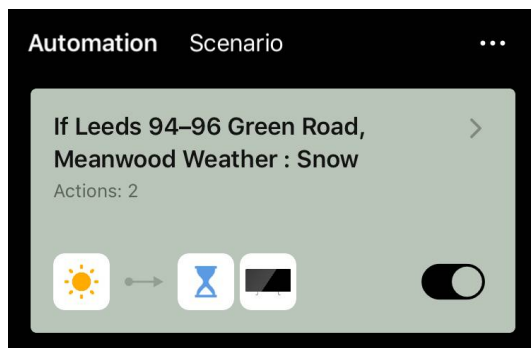 Automation Scenario
If Leeds 94–96 Green Road,
Meanwood Weather : Snow
Actions: 2